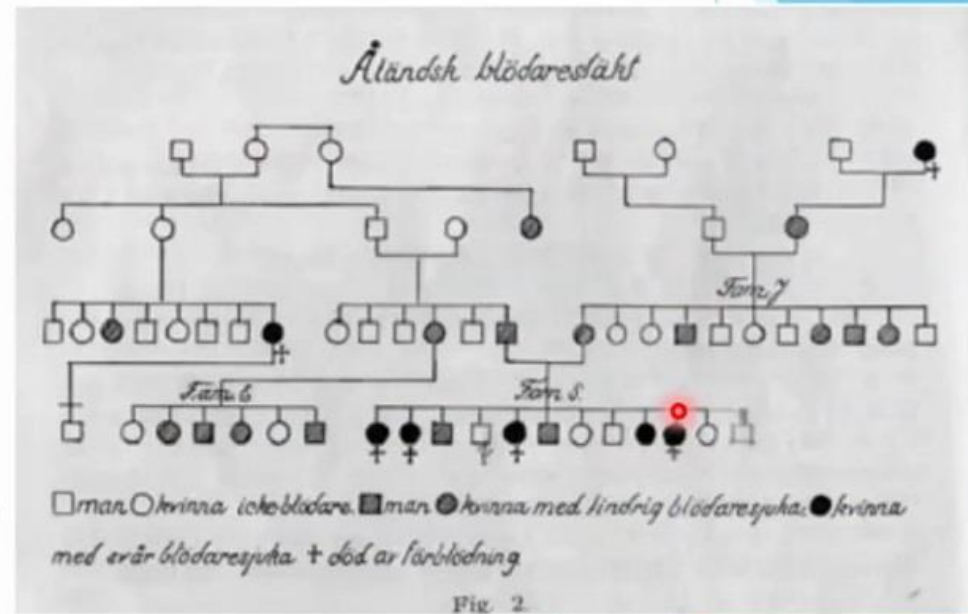 Åländsk blödaresläkt
Fam. 7
Fam. 6
Fam. S.
man kvinna icke blödare. man kvinna med lindrig blödaresjuka. kvinna
med svår blödaresjuka † död av förblödning
Fig. 2.